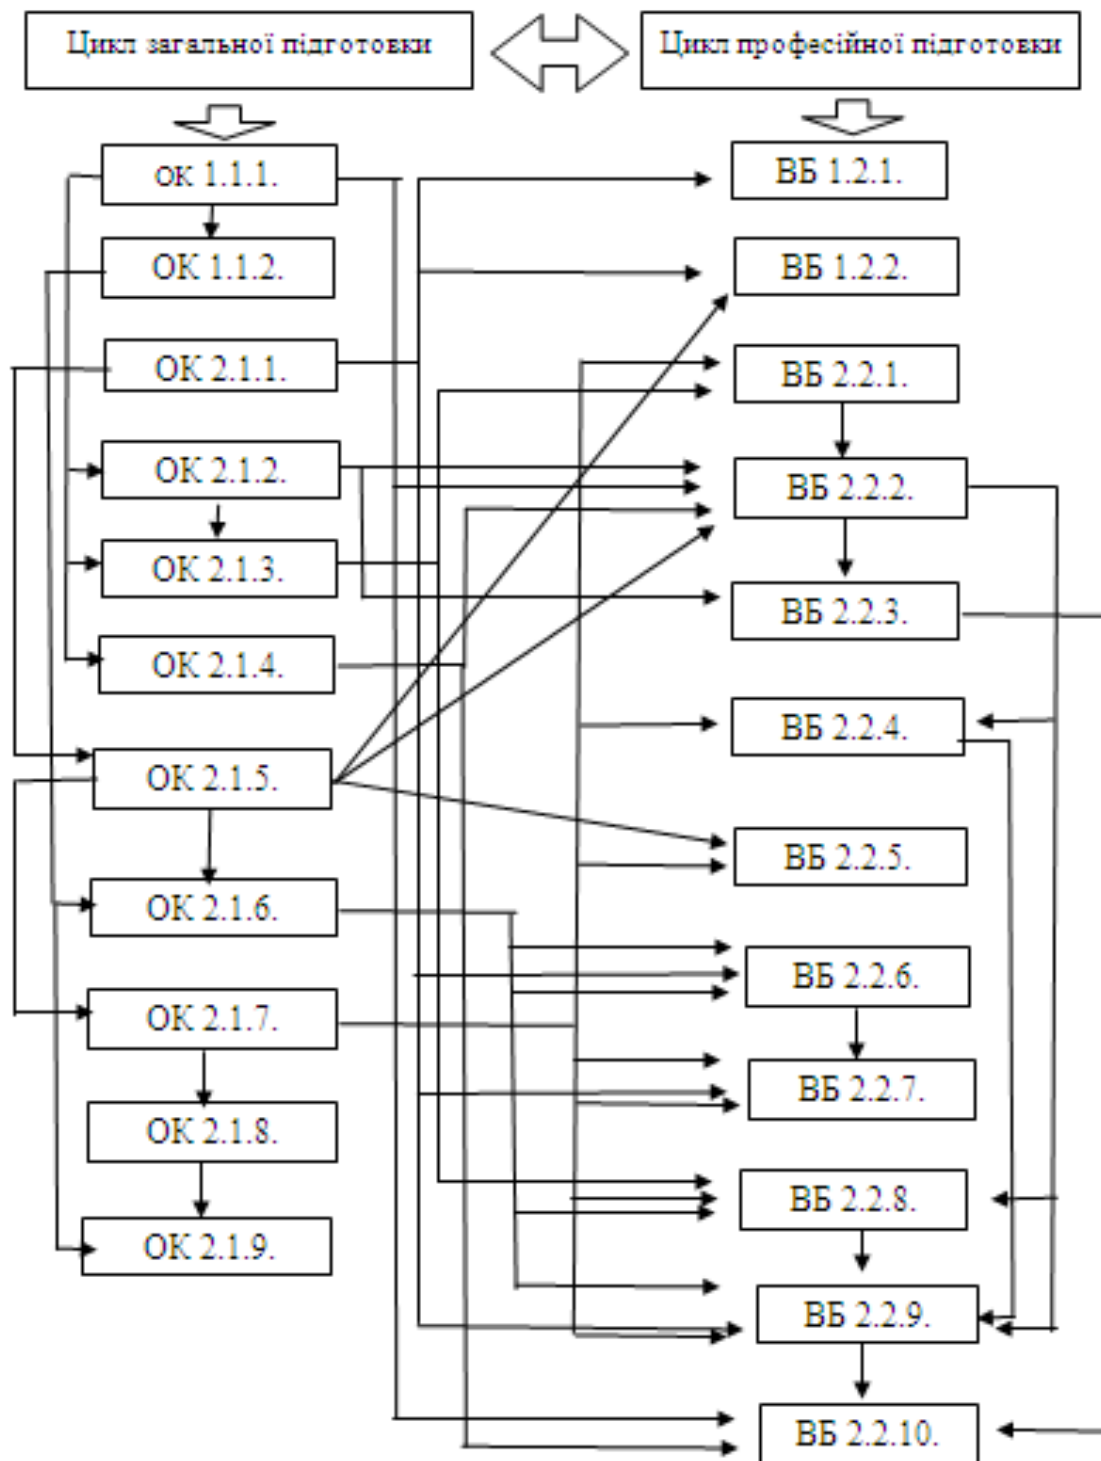 Цикл загальної підготовки
Цикл професійної підготовки
ОК 1.1.1.
ОК 1.1.2.
ОК 2.1.1.
ОК 2.1.2.
ОК 2.1.3.
ОК 2.1.4.
ОК 2.1.5.
ОК 2.1.6.
ОК 2.1.7.
ОК 2.1.8.
ОК 2.1.9.
ВБ 1.2.1.
ВБ 1.2.2.
ВБ 2.2.1.
ВБ 2.2.2.
ВБ 2.2.3.
ВБ 2.2.4.
ВБ 2.2.5.
ВБ 2.2.6.
ВБ 2.2.7.
ВБ 2.2.8.
ВБ 2.2.9.
ВБ 2.2.10.